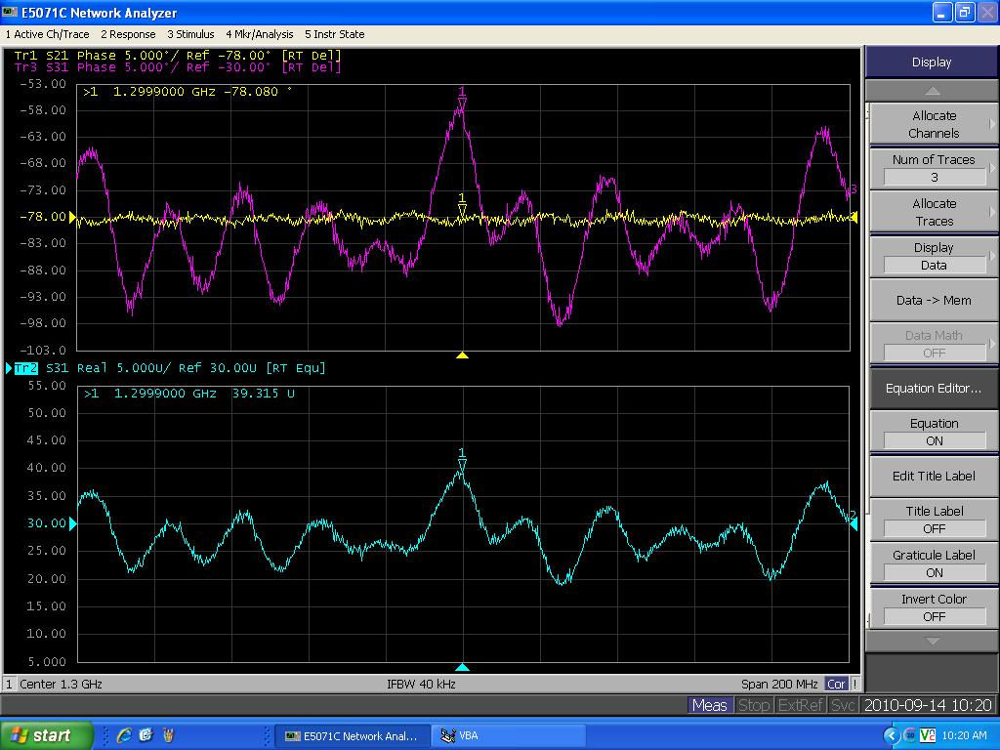 E5071C Network Analyzer
1 Active Ch/Trace 2 Response 3 Stimulus 4 Mkr/Analysis 5 Instr State
Tr1 S21 Phase 5.000°/ Ref -78.00° [RT Del]
Tr3 S31 Phase 5.000°/ Ref -30.00° [RT Del]
-53.00
>1 1.2999000 GHz -78.080 °
1
-58.00
-63.00
-68.00
-73.00
3
1
-78.00
-83.00
-88.00
-93.00
-98.00
-103.0
Tr2 S31 Real 5.000U/ Ref 30.00U [RT Equ]
55.00
>1 1.2999000 GHz 39.315 U
50.00
45.00
1
40.00
35.00
2
30.00
25.00
20.00
15.00
10.00
5.000
1 Center 1.3 GHz IFBW 40 kHz Span 200 MHz Cor !
Display
Allocate
Channels
Num of Traces
3
Allocate
Traces
Display
Data
Data -> Mem
Data Math
OFF
Equation Editor...
Equation
ON
Edit Title Label
Title Label
OFF
Graticule Label
ON
Invert Color
OFF
Meas Stop ExtRef Svc 2010-09-14 10:20
start E5071C Network Anal... VBA 10:20 AM